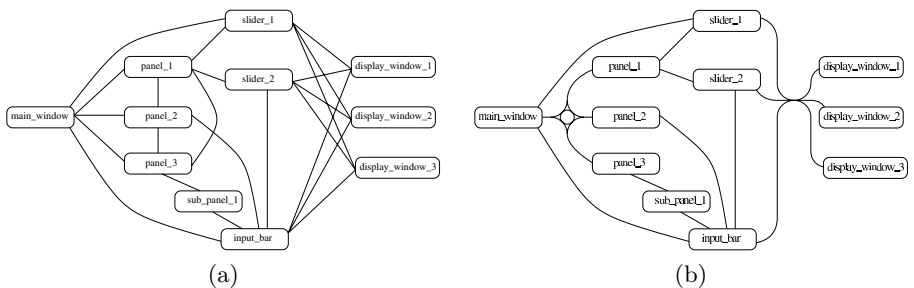 slider_1
panel_1
display_window_1
slider_2
main_window
panel_2
display_window_2
panel_3
display_window_3
sub_panel_1
input_bar
(a)
slider_1
panel_1
display_window_1
slider_2
main_window
panel_2
display_window_2
panel_3
display_window_3
sub_panel_1
input_bar
(b)